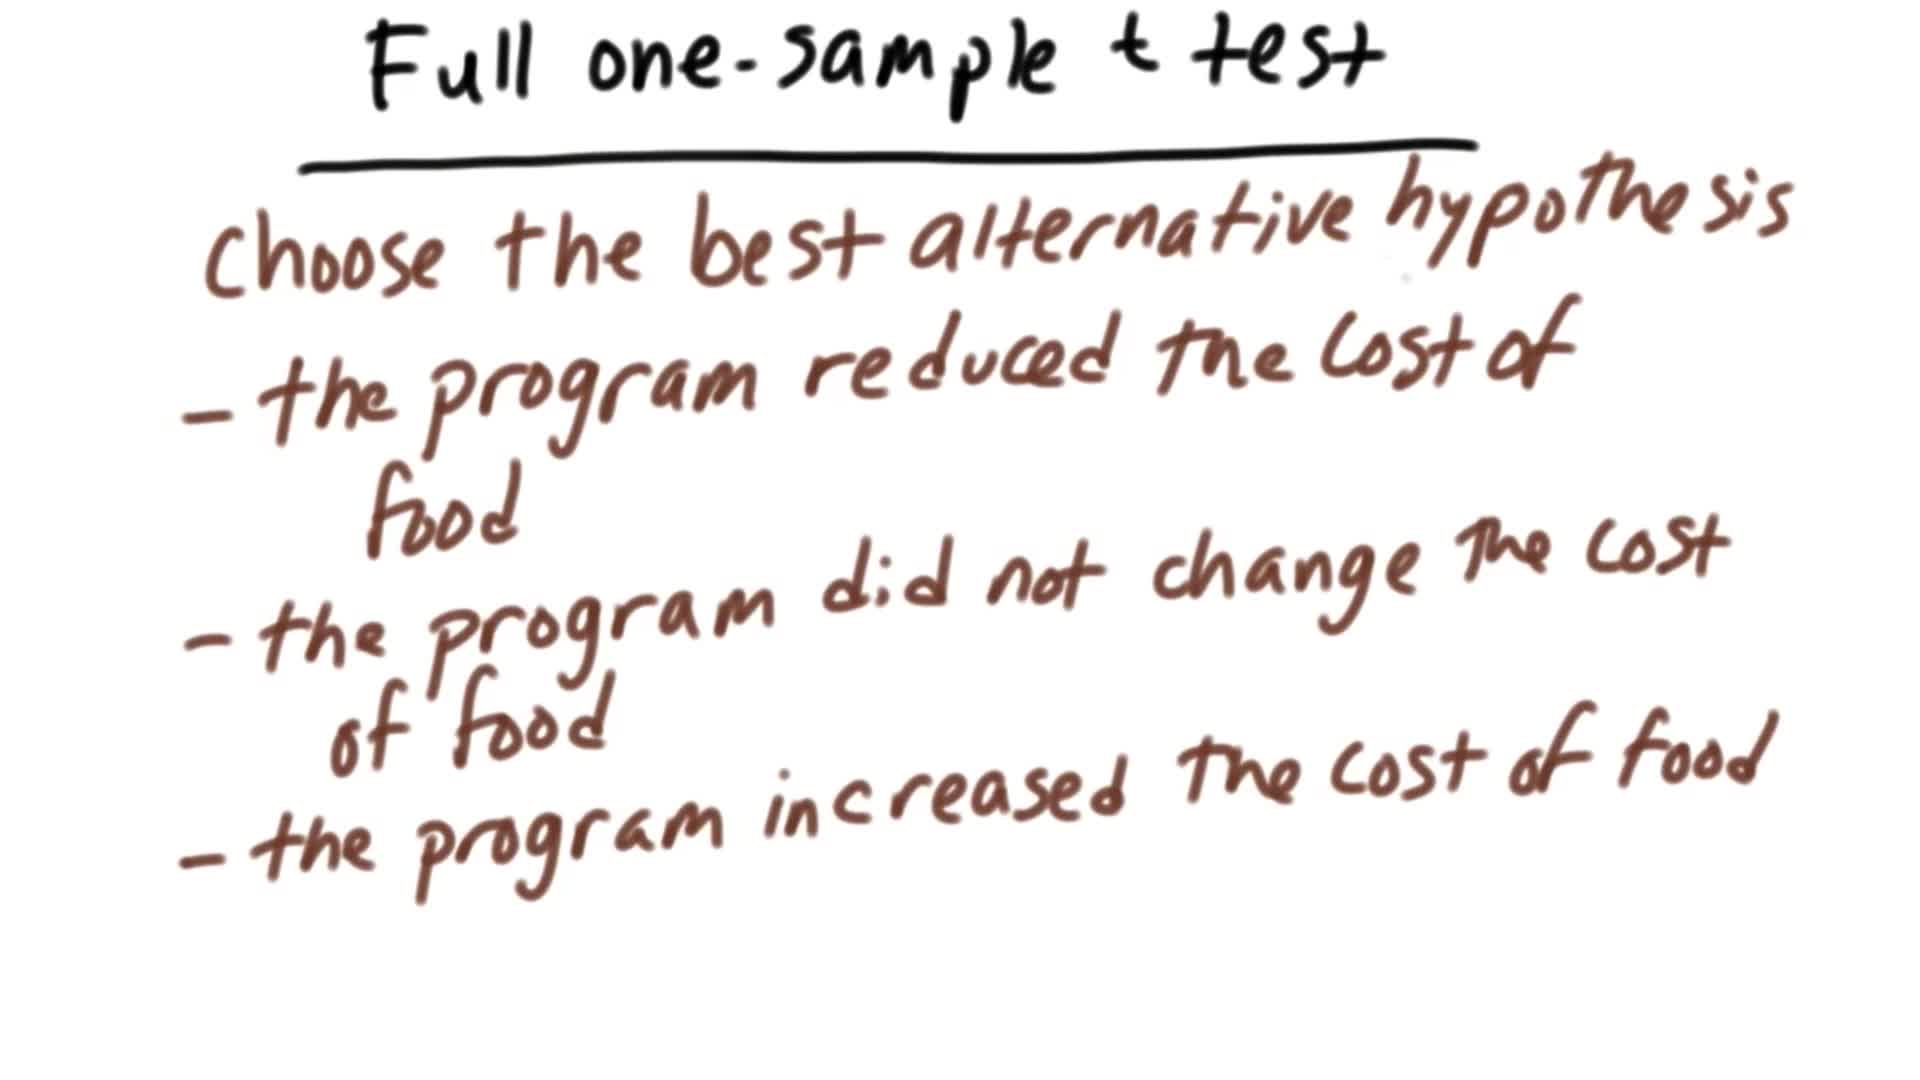 Full one-sample t test
Choose the best alternative hypothesis
- the program reduced the cost of
food
- the program did not change the cost
of food
- the program increased the cost of food